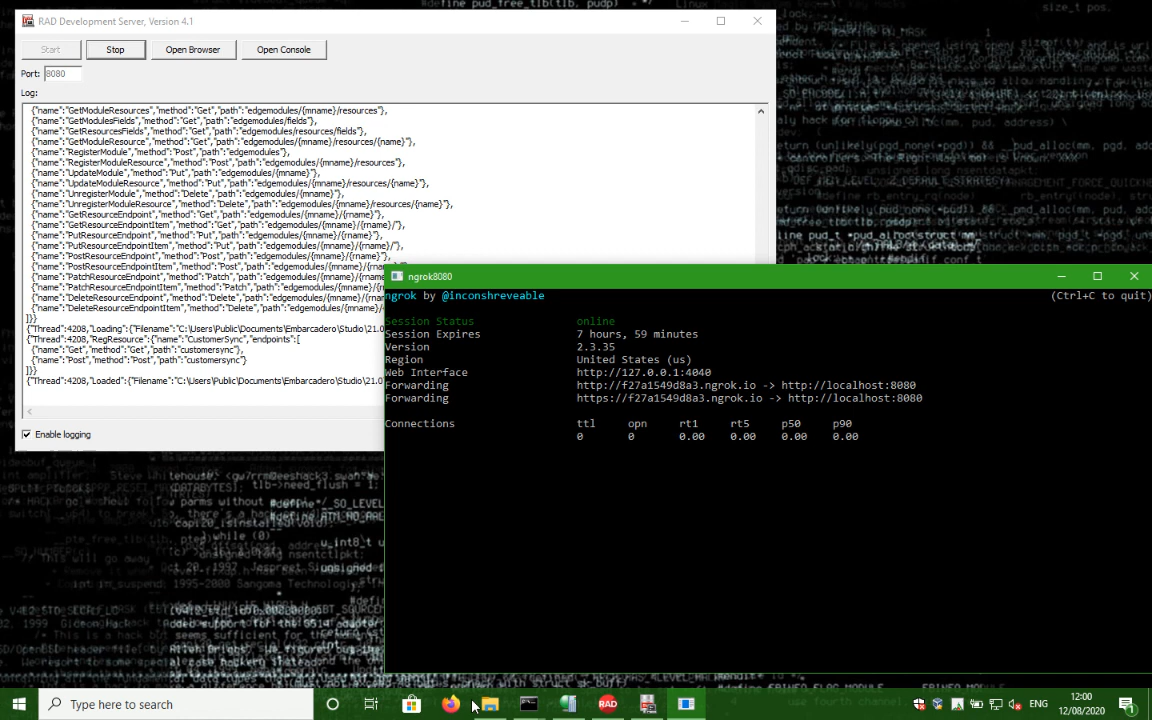 RAD Development Server, Version 4.1
Start Stop Open Browser Open Console
Port: 8080
Log:
{"name":"GetModuleResources","method":"Get","path":"edgemodules/{mname}/resources"},
{"name":"GetModulesFields","method":"Get","path":"edgemodules/fields"},
{"name":"GetResourcesFields","method":"Get","path":"edgemodules/resources/fields"},
{"name":"GetModuleResource","method":"Get","path":"edgemodules/{mname}/resources/{name}"},
{"name":"RegisterModule","method":"Post","path":"edgemodules"},
{"name":"RegisterModuleResource","method":"Post","path":"edgemodules/{mname}/resources"},
{"name":"UpdateModule","method":"Put","path":"edgemodules/{mname}"},
{"name":"UpdateModuleResource","method":"Put","path":"edgemodules/{mname}/resources/{name}"},
{"name":"UnregisterModule","method":"Delete","path":"edgemodules/{mname}"},
{"name":"UnregisterModuleResource","method":"Delete","path":"edgemodules/{mname}/resources/{name}"},
{"name":"GetResourceEndpoint","method":"Get","path":"edgemodules/{mname}/{rname}"},
{"name":"GetResourceEndpointItem","method":"Get","path":"edgemodules/{mname}/{rname}/"},
{"name":"PutResourceEndpoint","method":"Put","path":"edgemodules/{mname}/{rname}"},
{"name":"PutResourceEndpointItem","method":"Put","path":"edgemodules/{mname}/{rname}/"},
{"name":"PostResourceEndpoint","method":"Post","path":"edgemodules/{mname}/{rname}"},
{"name":"PostResourceEndpointItem","method":"Post","path":"edgemodules/{mname}/{rna
{"name":"PatchResourceEndpoint","method":"Patch","path":"edgemodules/{mname}/{rna
{"name":"PatchResourceEndpointItem","method":"Patch","path":"edgemodules/{mname}/
{"name":"DeleteResourceEndpoint","method":"Delete","path":"edgemodules/{mname}/{r
{"name":"DeleteResourceEndpointItem","method":"Delete","path":"edgemodules/{mname
]}}
{"Thread":4208,"Loading":{"Filename":"C:\Users\Public\Documents\Embarcadero\Studio\21.0
{"Thread":4208,"RegResource":{"name":"CustomerSync","endpoints":[
{"name":"Get","method":"Get","path":"customersync"},
{"name":"Post","method":"Post","path":"customersync"}
]}}
{"Thread":4208,"Loaded":{"Filename":"C:\Users\Public\Documents\Embarcadero\Studio\21.0
Enable logging
ngrok8080
ngrok by @inconshreveable (Ctrl+C to quit)
Session Status online
Session Expires 7 hours, 59 minutes
Version 2.3.35
Region United States (us)
Web Interface http://127.0.0.1:4040
Forwarding http://f27a1549d8a3.ngrok.io -> http://localhost:8080
Forwarding https://f27a1549d8a3.ngrok.io -> http://localhost:8080
Connections ttl opn rt1 rt5 p50 p90
0 0 0.00 0.00 0.00 0.00
Type here to search
RAD
ENG
12:00
12/08/2020
1